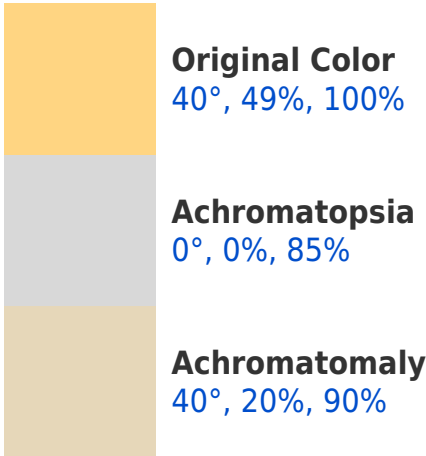 Original Color
40°, 49%, 100%
Achromatopsia
0°, 0%, 85%
Achromatomaly
40°, 20%, 90%